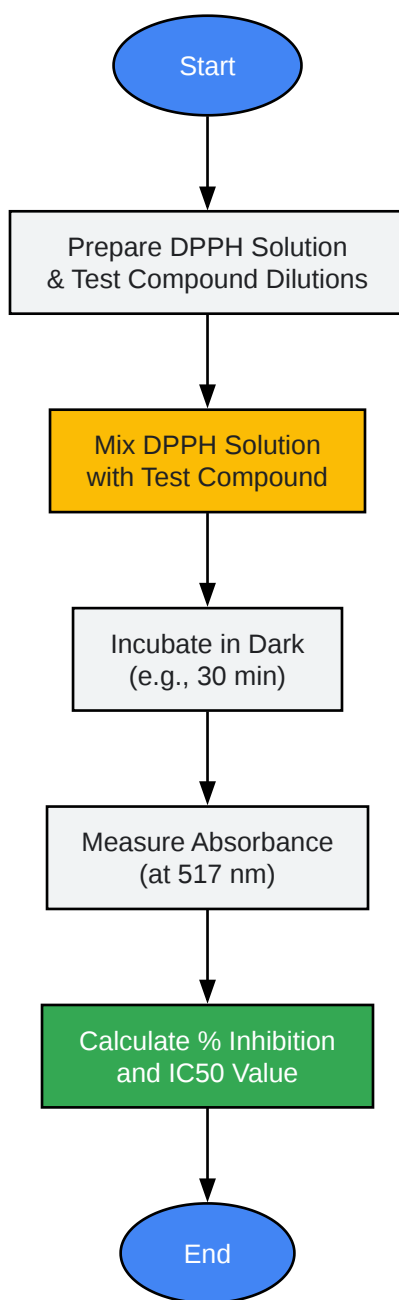 Start
Prepare DPPH Solution
& Test Compound Dilutions
Mix DPPH Solution
with Test Compound
Incubate in Dark
(e.g., 30 min)
Measure Absorbance
(at 517 nm)
Calculate % Inhibition
and IC50 Value
End